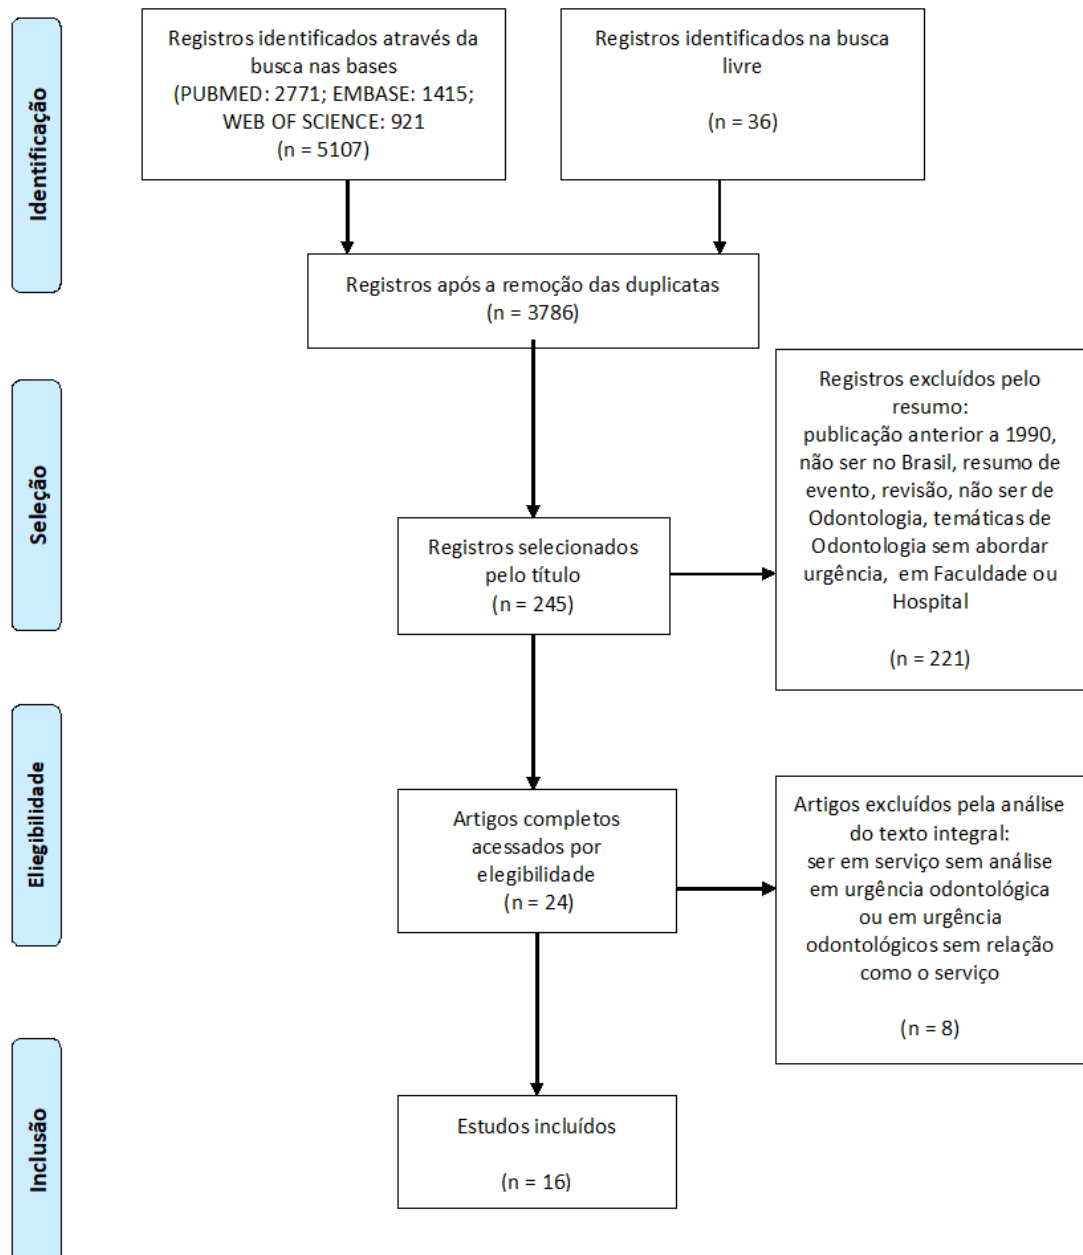 Identificação
Registros identificados através da
busca nas bases
(PUBMED: 2771; EMBASE: 1415;
WEB OF SCIENCE: 921
(n = 5107)
Registros identificados na busca
livre
(n = 36)
Registros após a remoção das duplicatas
(n = 3786)
Seleção
Registros selecionados
pelo título
(n = 245)
Registros excluídos pelo
resumo:
publicação anterior a 1990,
não ser no Brasil, resumo de
evento, revisão, não ser de
Odontologia, temáticas de
Odontologia sem abordar
urgência, em Faculdade ou
Hospital
(n = 221)
Eliegibilidade
Artigos completos
acessados por
elegibilidade
(n = 24)
Artigos excluídos pela análise
do texto integral:
ser em serviço sem análise
em urgência odontológica
ou em urgência
odontológicos sem relação
como o serviço
(n = 8)
Inclusão
Estudos incluídos
(n = 16)